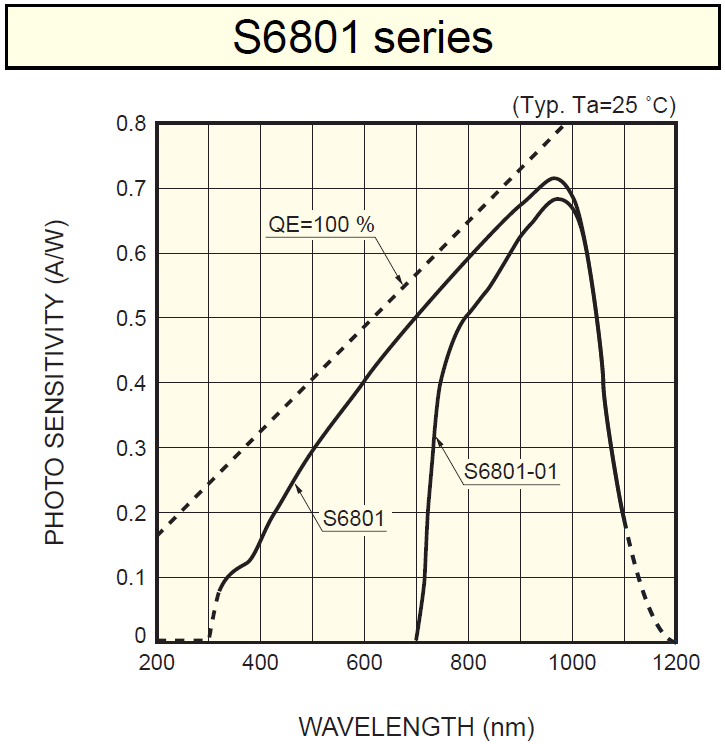 S6801 series
(Typ. Ta=25 ˚C)
0.8
0.7
0.6
0.5
0.4
0.3
0.2
0.1
0
PHOTO SENSITIVITY (A/W)
QE=100 %
S6801-01
S6801
200 400 600 800 1000 1200
WAVELENGTH (nm)